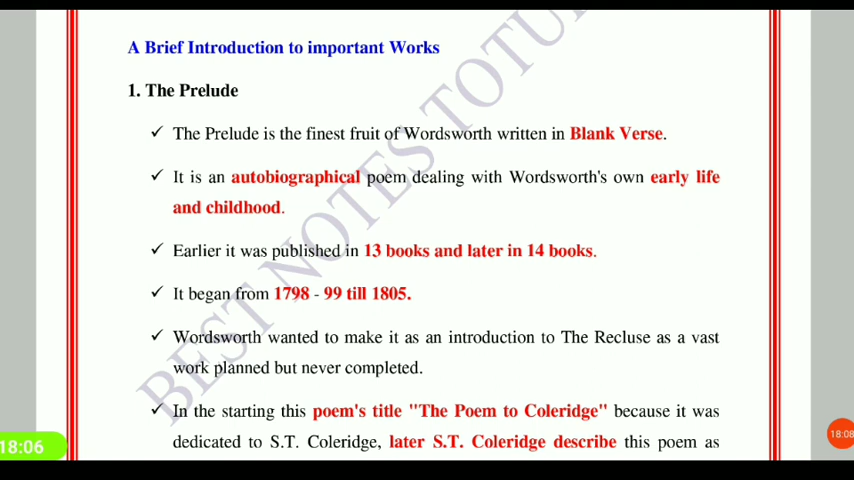 A Brief Introduction to important Works
1. The Prelude
✓ The Prelude is the finest fruit of Wordsworth written in Blank Verse.
✓ It is an autobiographical poem dealing with Wordsworth's own early life
and childhood.
✓ Earlier it was published in 13 books and later in 14 books.
✓ It began from 1798 - 99 till 1805.
✓ Wordsworth wanted to make it as an introduction to The Recluse as a vast
work planned but never completed.
✓ In the starting this poem's title "The Poem to Coleridge" because it was
dedicated to S.T. Coleridge, later S.T. Coleridge describe this poem as
BEST NOTES TOTU
18:06
18:08